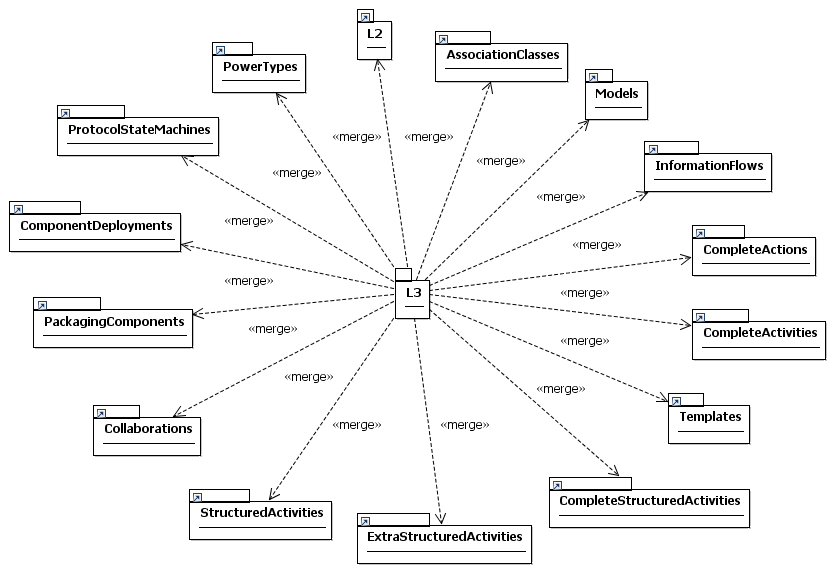 L2
AssociationClasses
PowerTypes
Models
ProtocolStateMachines
«merge»
«merge»
«merge»
InformationFlows
«merge»
«merge»
ComponentDeployments
«merge»
«merge»
CompleteActions
«merge»
L3
«merge»
PackagingComponents
«merge»
CompleteActivities
«merge»
«merge»
«merge»
Templates
Collaborations
«merge»
«merge»
CompleteStructuredActivities
StructuredActivities
ExtraStructuredActivities